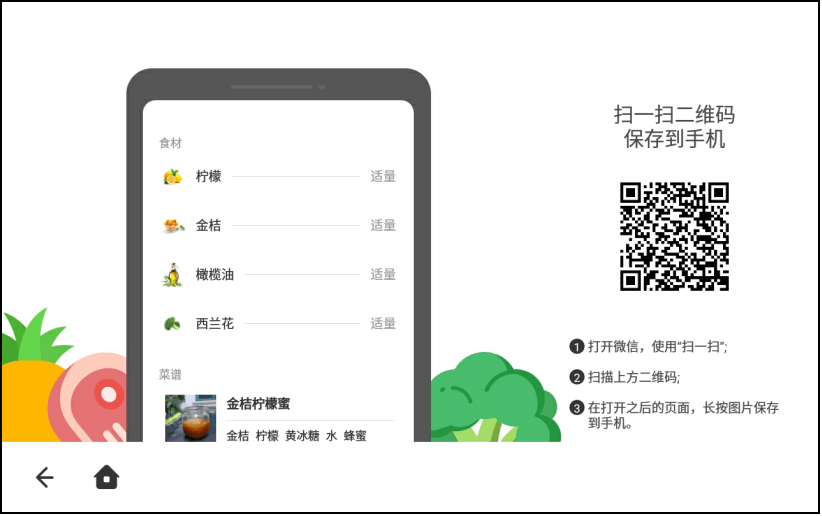 食材
柠檬 适量
金桔 适量
橄榄油 适量
西兰花 适量
菜谱
金桔柠檬蜜
金桔 柠檬 黄冰糖 水 蜂蜜
扫一扫二维码
保存到手机
1 打开微信，使用“扫一扫”;
2 扫描上方二维码;
3 在打开之后的页面，长按图片保存
到手机。